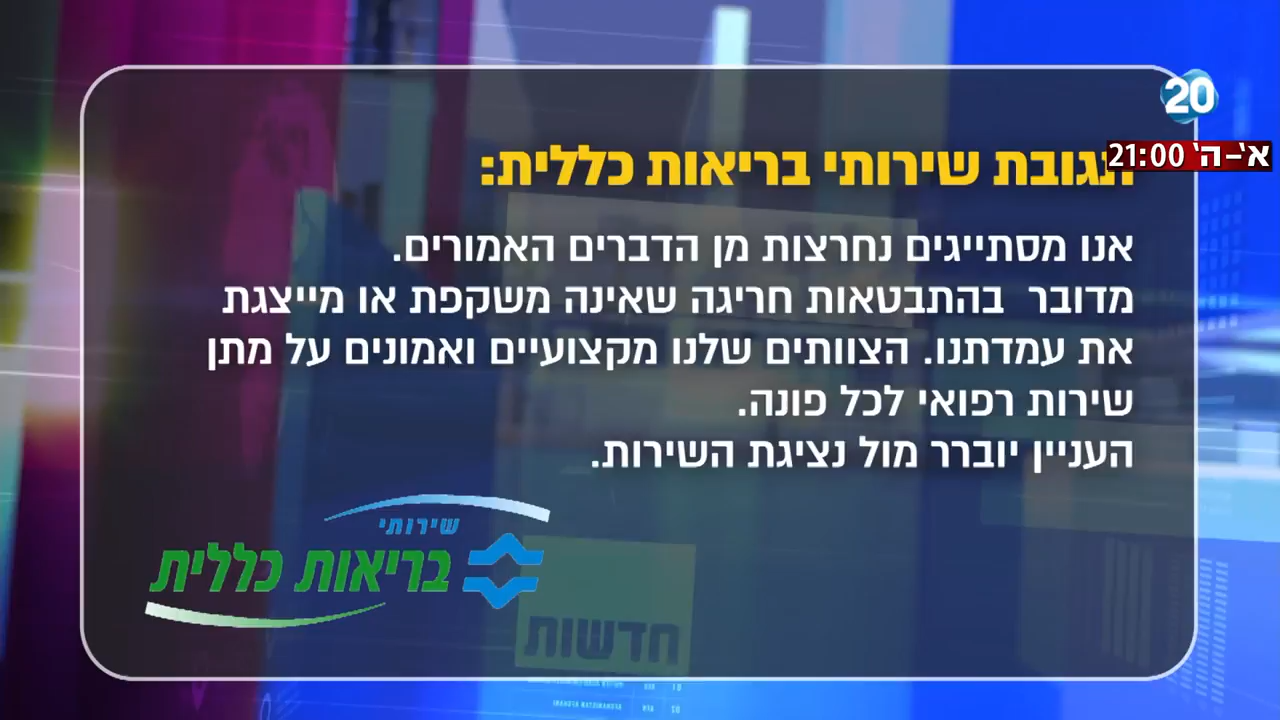 20
א'-ה' 21:00
תגובת שירותי בריאות כללית:
אנו מסתייגים נחרצות מן הדברים האמורים.
מדובר בהתבטאות חריגה שאינה משקפת או מייצגת
את עמדתנו. הצוותים שלנו מקצועיים ואמונים על מתן
שירות רפואי לכל פונה.
העניין יוברר מול נציגת השירות.
שירותי
בריאות כללית
חדשות